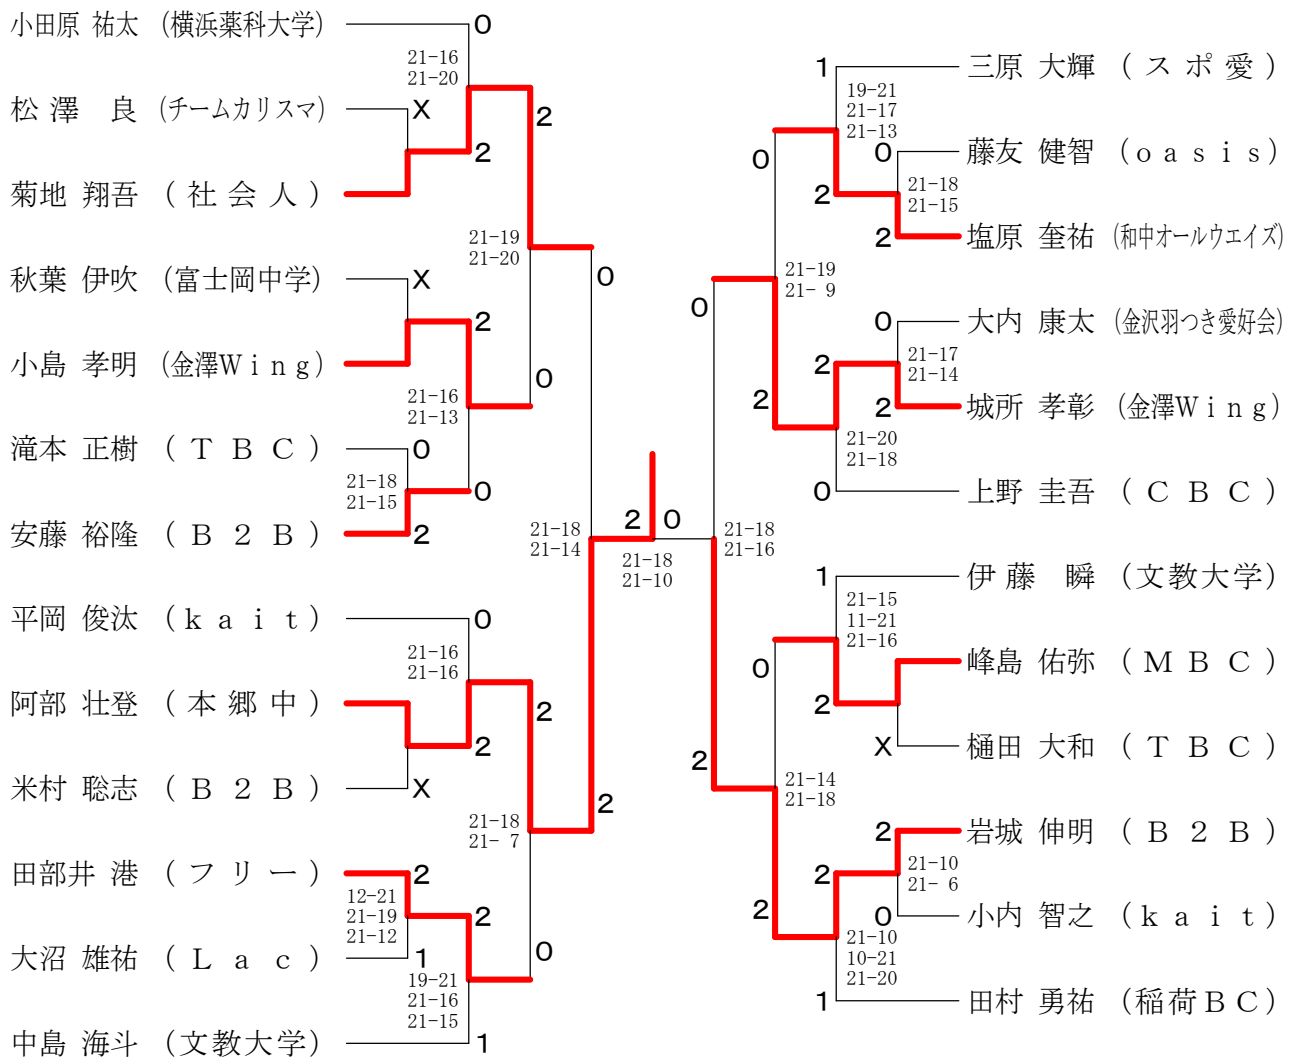 小田原 祐太 (横浜薬科大学)
0
21-16
21-20
松 澤 良 (チームカリスマ)
X
2
2
菊地 翔吾 ( 社 会 人 )
21-19
21-20
0
秋葉 伊吹 (富士岡中学)
X
2
小島 孝明 (金澤Ｗｉｎｇ)
0
21-16
21-13
滝本 正樹 ( Ｔ Ｂ Ｃ )
0
21-18
21-15
0
安藤 裕隆 ( Ｂ ２ Ｂ )
2
21-18
21-14
2
0
21-18
21-10
平岡 俊汰 (ｋａｉｔ)
0
21-16
21-16
阿部 壮登 ( 本 郷 中 )
2
2
米村 聡志 ( Ｂ ２ Ｂ )
X
2
21-18
21- 7
田部井 港 ( フ リ ー )
2
12-21
21-19
21-12
2
大沼 雄祐 ( Ｌ ａ ｃ )
1
0
19-21
21-16
21-15
中島 海斗 (文教大学)
1
1
三原 大輝 ( ス ポ 愛 )
19-21
21-17
21-13
0
0
藤友 健智 (ｏａｓｉｓ)
21-18
21-15
2
2
塩原 奎祐 (和中オールウエイズ)
21-19
21- 9
0
0
大内 康太 (金沢羽つき愛好会)
21-17
21-14
2
2
2
城所 孝彰 (金澤Ｗｉｎｇ)
21-20
21-18
0
上野 圭吾 ( Ｃ Ｂ Ｃ )
21-18
21-16
1
伊 藤 瞬 (文教大学)
21-15
11-21
21-16
0
峰島 佑弥 ( Ｍ Ｂ Ｃ )
2
X
樋田 大和 ( Ｔ Ｂ Ｃ )
2
21-14
21-18
2
岩城 伸明 ( Ｂ ２ Ｂ )
21-10
21- 6
2
2
0
小内 智之 (ｋａｉｔ)
21-10
10-21
21-20
1
田村 勇祐 (稲荷ＢＣ)